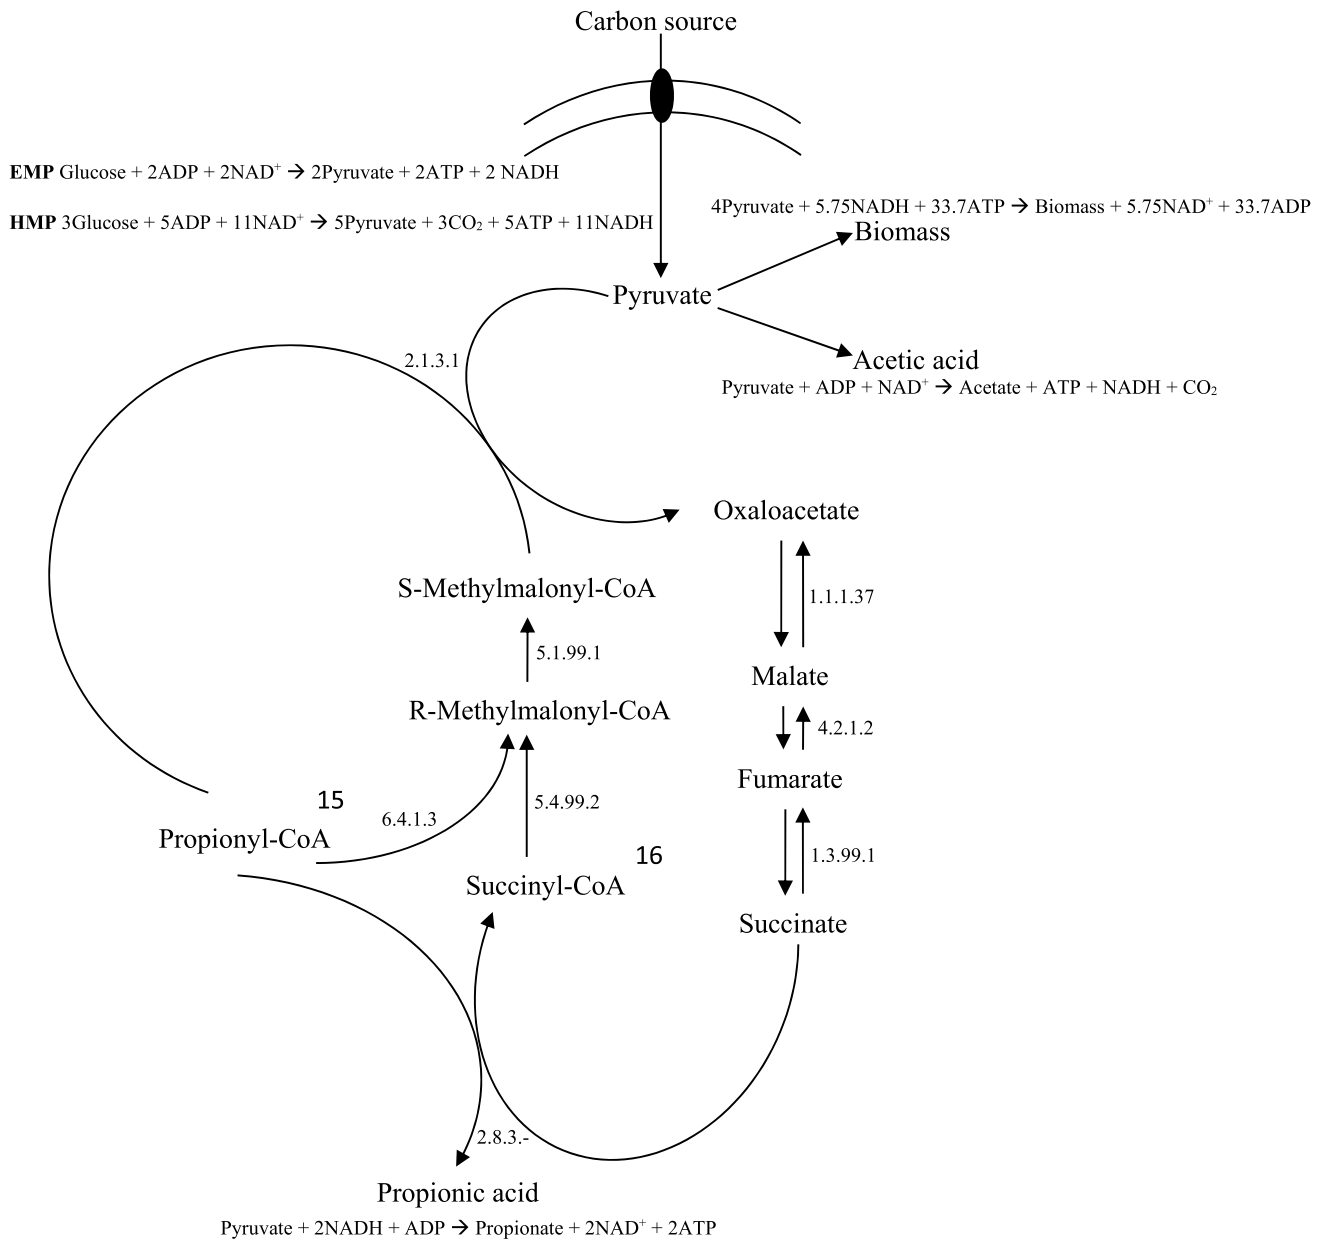 Carbon source
EMP Glucose + 2ADP + 2NAD⁺ → 2Pyruvate + 2ATP + 2 NADH
HMP 3Glucose + 5ADP + 11NAD⁺ → 5Pyruvate + 3CO₂ + 5ATP + 11NADH
4Pyruvate + 5.75NADH + 33.7ATP → Biomass + 5.75NAD⁺ + 33.7ADP
Biomass
Pyruvate
2.1.3.1
Acetic acid
Pyruvate + ADP + NAD⁺ → Acetate + ATP + NADH + CO₂
Oxaloacetate
S-Methylmalonyl-CoA
1.1.1.37
5.1.99.1
Malate
R-Methylmalonyl-CoA
4.2.1.2
Fumarate
15
5.4.99.2
6.4.1.3
Propionyl-CoA
16
1.3.99.1
Succinyl-CoA
Succinate
2.8.3.-
Propionic acid
Pyruvate + 2NADH + ADP → Propionate + 2NAD⁺ + 2ATP